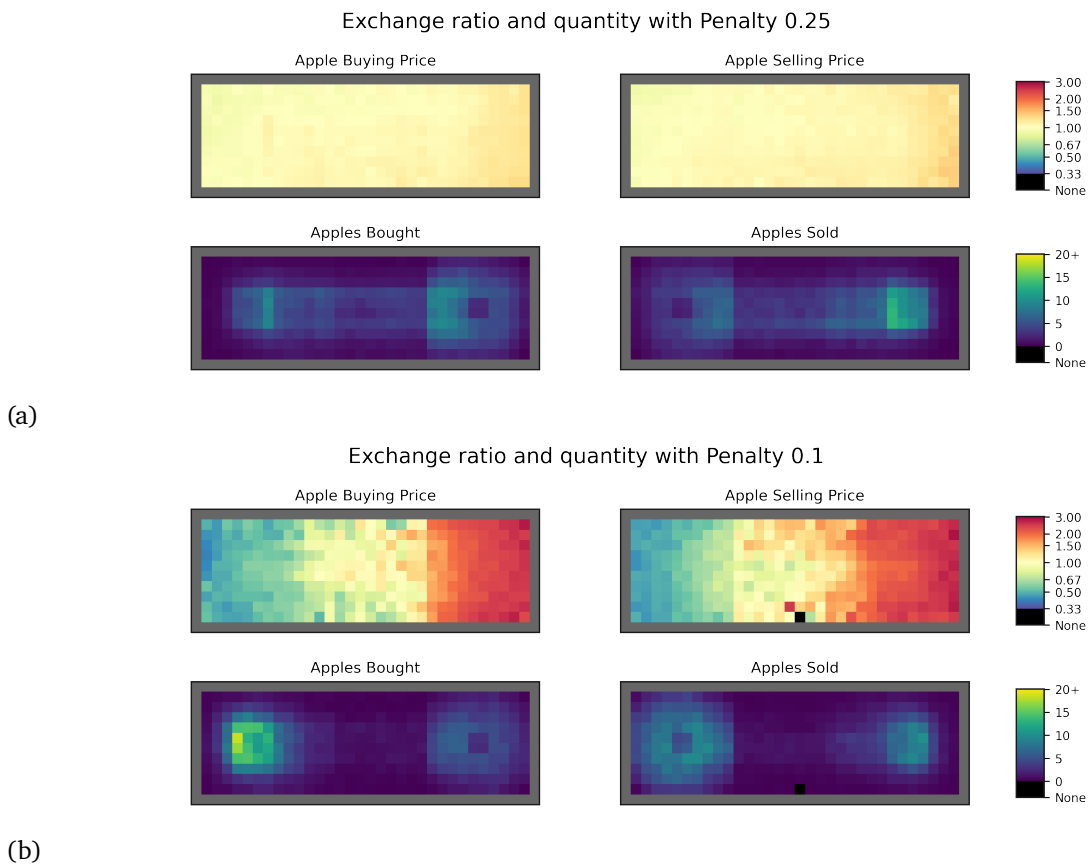 Exchange ratio and quantity with Penalty 0.25
Apple Buying Price
Apple Selling Price
3.00
2.00
1.50
1.00
0.67
0.50
0.33
None
Apples Bought
Apples Sold
20+
15
10
5
0
None
(a)
Exchange ratio and quantity with Penalty 0.1
Apple Buying Price
Apple Selling Price
3.00
2.00
1.50
1.00
0.67
0.50
0.33
None
Apples Bought
Apples Sold
20+
15
10
5
0
None
(b)